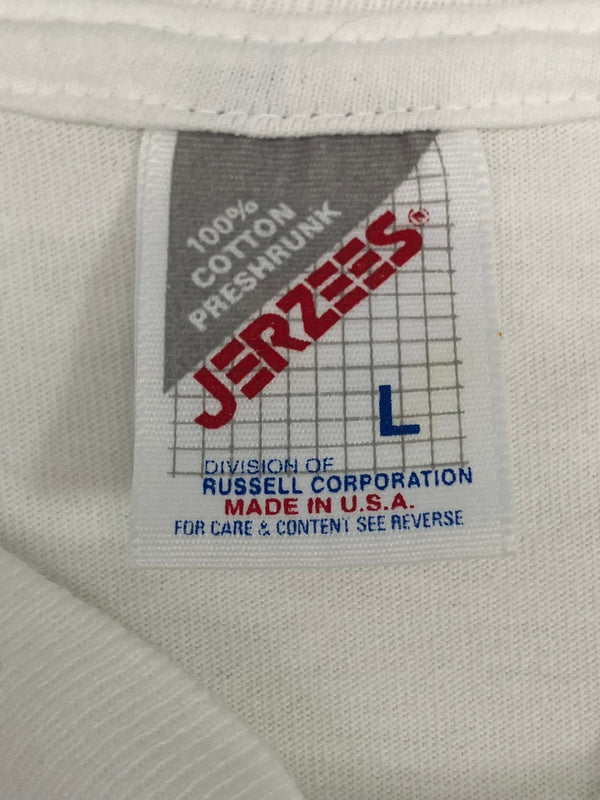 100%
COTTON
PRESHRUNK
JERZEES®
L
DIVISION OF
RUSSELL CORPORATION
MADE IN U.S.A.
FOR CARE & CONTENT SEE REVERSE